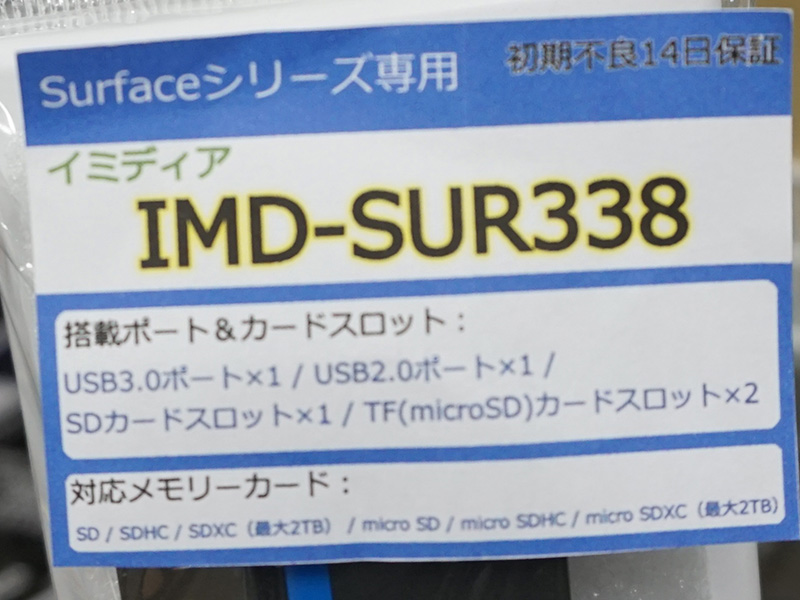 Surfaceシリーズ専用
初期不良14日保証
イミディア
IMD-SUR338
搭載ポート＆カードスロット：
USB3.0ポート×1 / USB2.0ポート×1 /
SDカードスロット×1 / TF(microSD)カードスロット×2
対応メモリーカード：
SD / SDHC / SDXC（最大2TB） / micro SD / micro SDHC / micro SDXC（最大2TB）